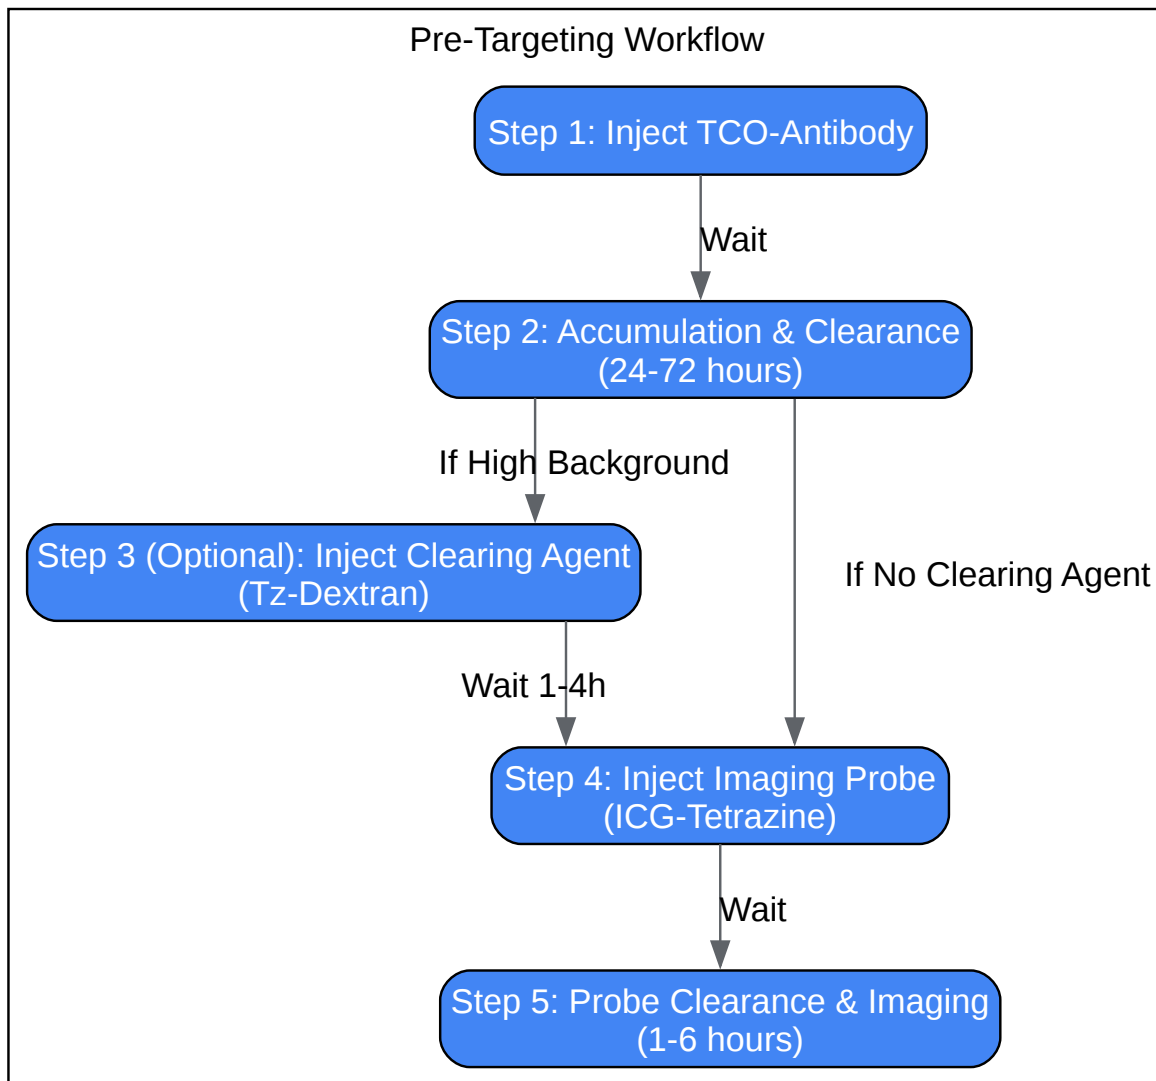 Pre-Targeting Workflow
Step 1: Inject TCO-Antibody
Wait
Step 2: Accumulation & Clearance
(24-72 hours)
If High Background
Step 3 (Optional): Inject Clearing Agent
(Tz-Dextran)
If No Clearing Agent
Wait 1-4h
Step 4: Inject Imaging Probe
(ICG-Tetrazine)
Wait
Step 5: Probe Clearance & Imaging
(1-6 hours)